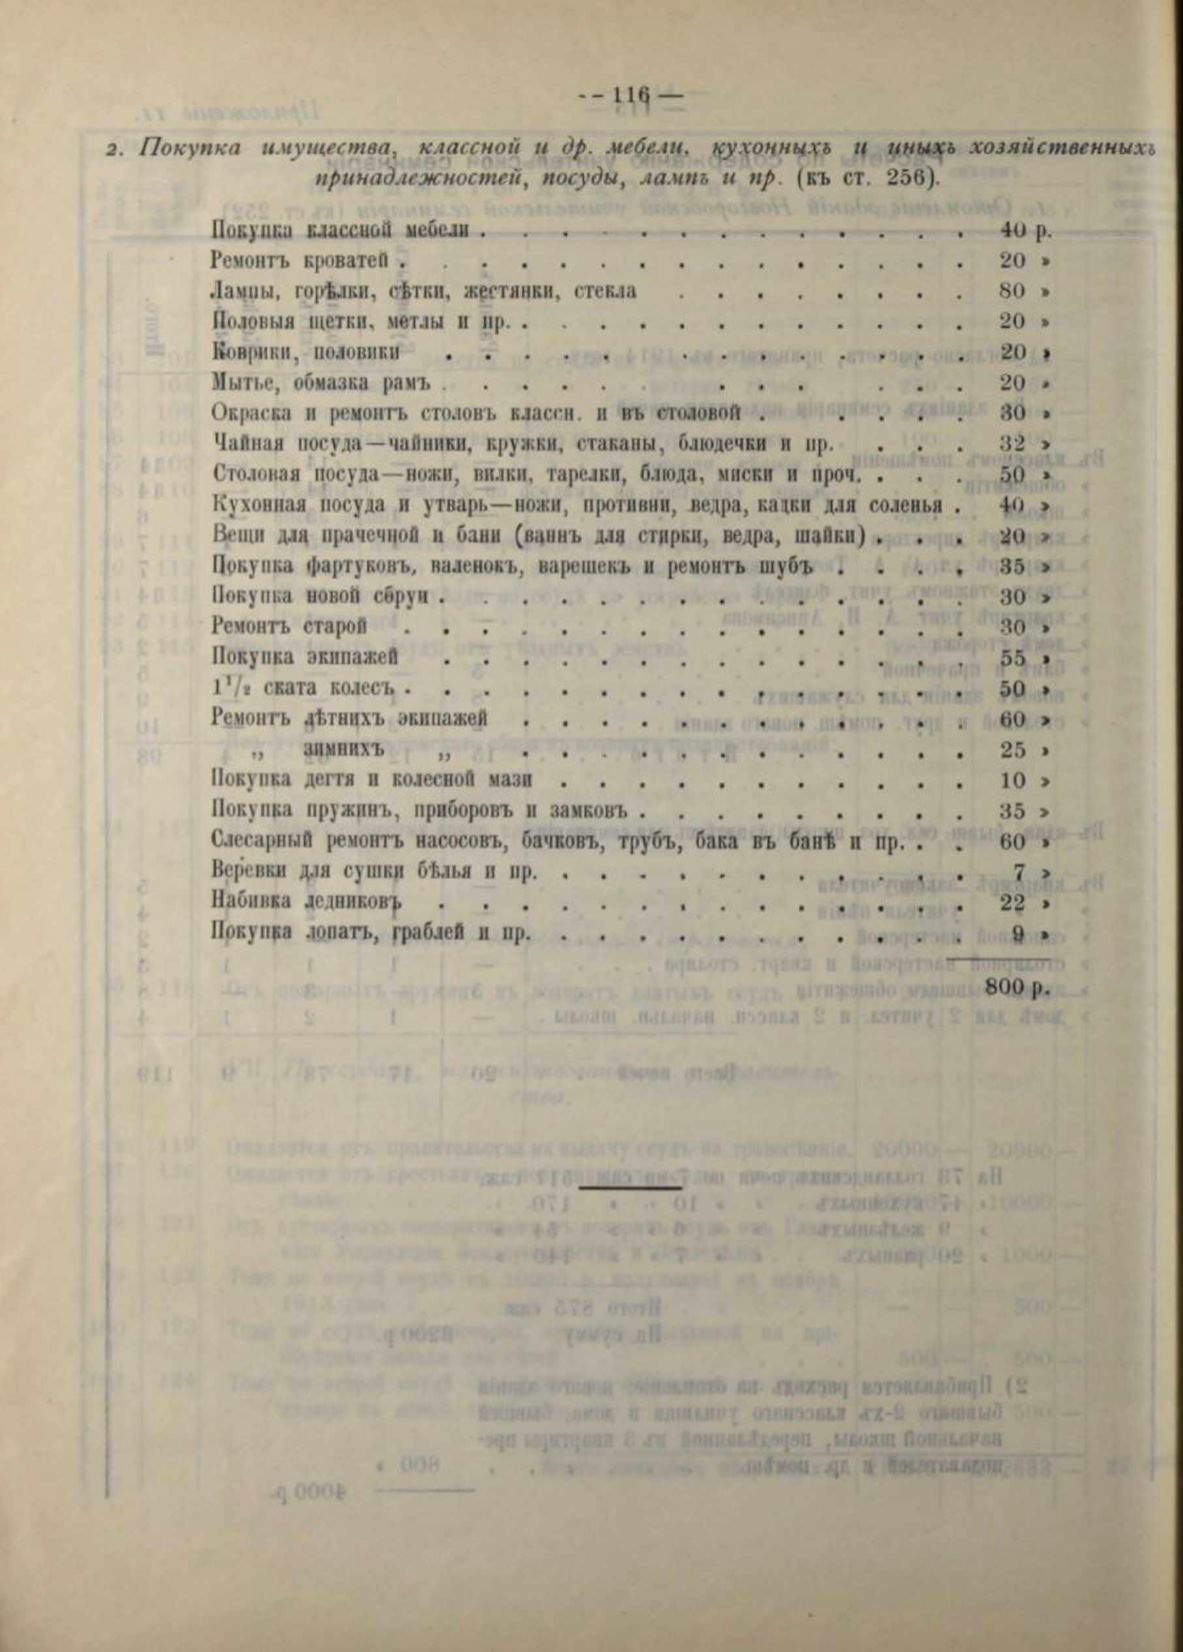 -- 116 —
2. Покупка имущества, классной и др. мебели, кухонныхъ и иныхъ хозяйственныхъ
принадлежностей, посуды, лампъ и пр. (къ ст. 256).
Покупка классной мебели . . . . . . . . . . . . . 40 р.
Ремонтъ кроватей . . . . . . . . . . . . . . . 20 »
Лампы, горѣлки, сѣтки, жестянки, стекла . . . . . . . . 80 »
Половыя щетки, метлы и пр. . . . . . . . . . . . . 20 »
Коврики, половики . . . . . . . . . . . . . 20 »
Мытье, обмазка рамъ . . . . . . . . . . . . 20 »
Окраска и ремонтъ столовъ классн. и въ столовой . . . . . 30 »
Чайная посуда—чайники, кружки, стаканы, блюдечки и пр. . . . 32 »
Столовая посуда—ножи, вилки, тарелки, блюда, миски и проч. . . . 50 »
Кухонная посуда и утварь—ножи, противни, ведра, кадки для соленья . 40 »
Вещи для прачечной и бани (ваннъ для стирки, ведра, шайки) . . . 20 »
Покупка фартуковъ, валенокъ, варешекъ и ремонтъ шубъ . . . . 35 »
Покупка новой сбруи . . . . . . . . . . . . . . 30 »
Ремонтъ старой . . . . . . . . . . . . . . . 30 »
Покупка экипажей . . . . . . . . . . . . . . 55 »
1¹/₂ ската колесъ . . . . . . . . . . . . . . . 50 »
Ремонтъ лѣтнихъ экипажей . . . . . . . . . . . . 60 »
„ зимнихъ „ . . . . . . . . . . . . 25 »
Покупка дегтя и колесной мази . . . . . . . . . . . 10 »
Покупка пружинъ, приборовъ и замковъ . . . . . . . . . 35 »
Слесарный ремонтъ насосовъ, бачковъ, трубъ, бака въ банѣ и пр. . . 60 »
Веревки для сушки бѣлья и пр. . . . . . . . . . . . 7 »
Набивка ледниковъ . . . . . . . . . . . . . . 22 »
Покупка лопатъ, граблей и пр. . . . . . . . . . . . 9 »
800 р.